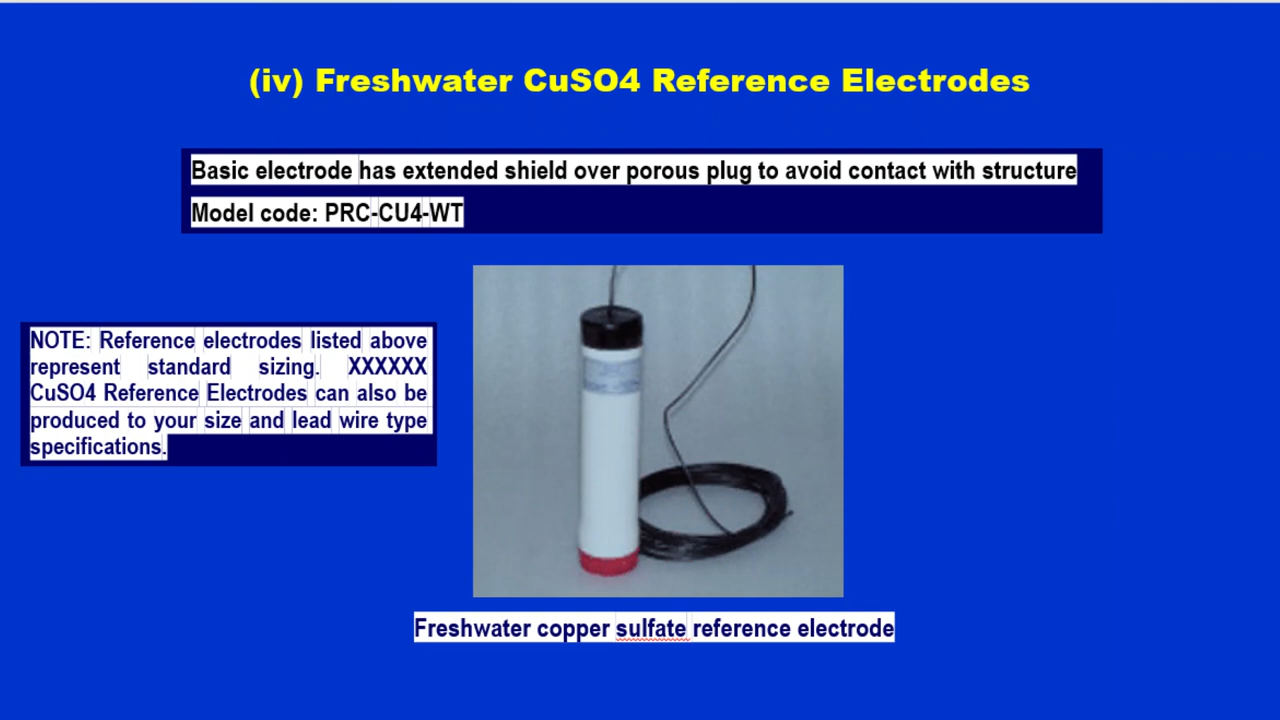 (iv) Freshwater CuSO4 Reference Electrodes
Basic electrode has extended shield over porous plug to avoid contact with structure
Model code: PRC-CU4-WT
NOTE: Reference electrodes listed above
represent standard sizing. XXXXXX
CuSO4 Reference Electrodes can also be
produced to your size and lead wire type
specifications.
Freshwater copper sulfate reference electrode